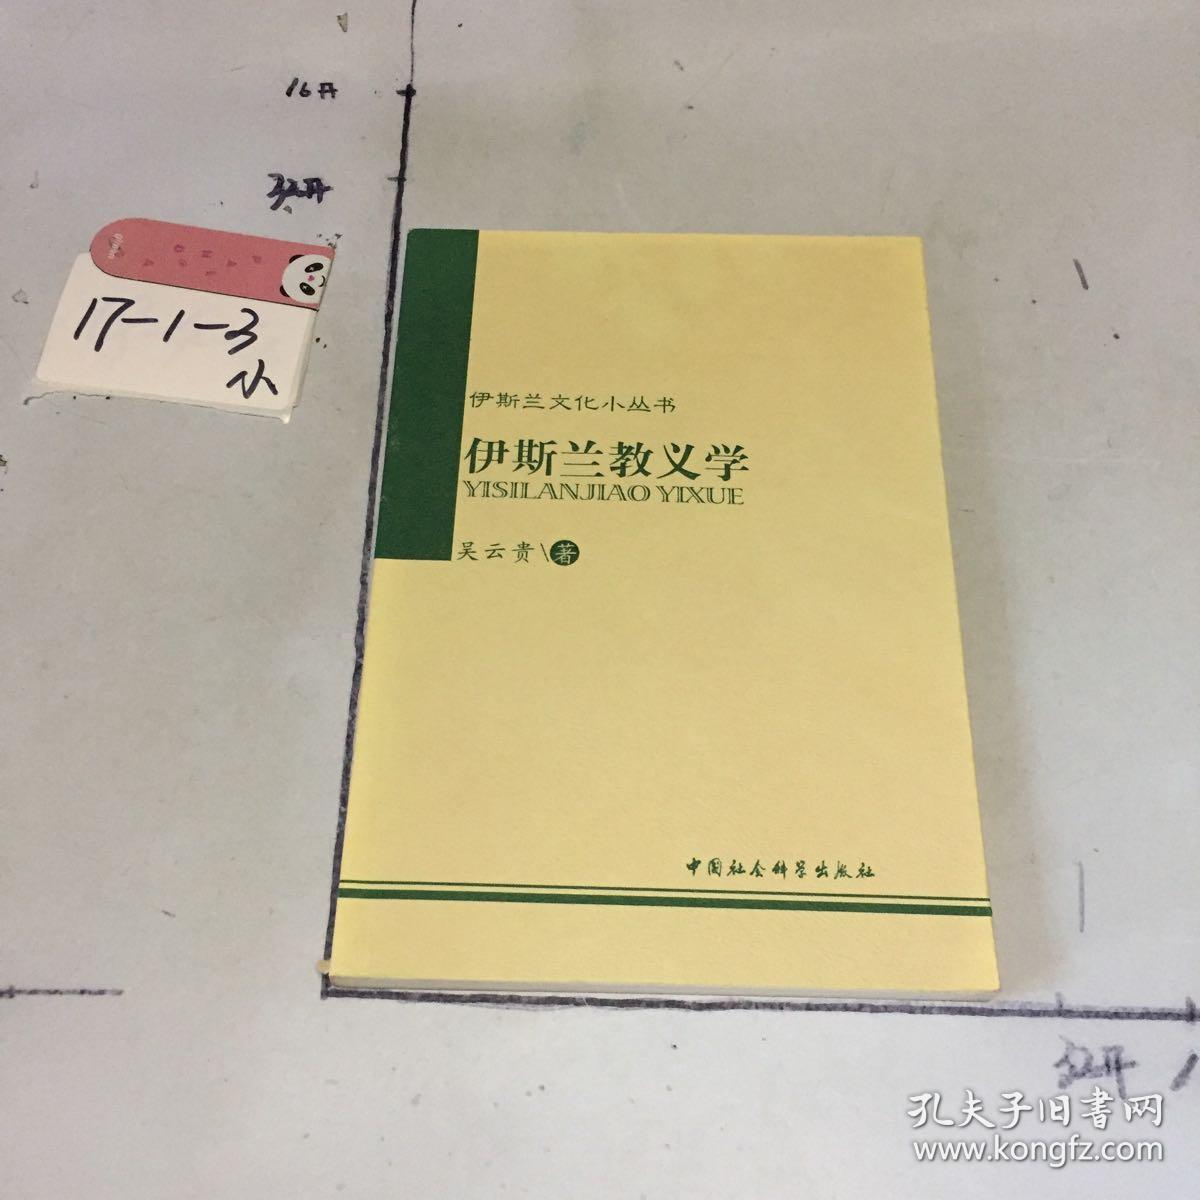 16开
32开
17-1-3
小
伊斯兰文化小丛书
伊斯兰教义学
YISILANJIAO YIXUE
吴云贵\著
中国社会科学出版社
32开
孔夫子旧书网
www.kongfz.com